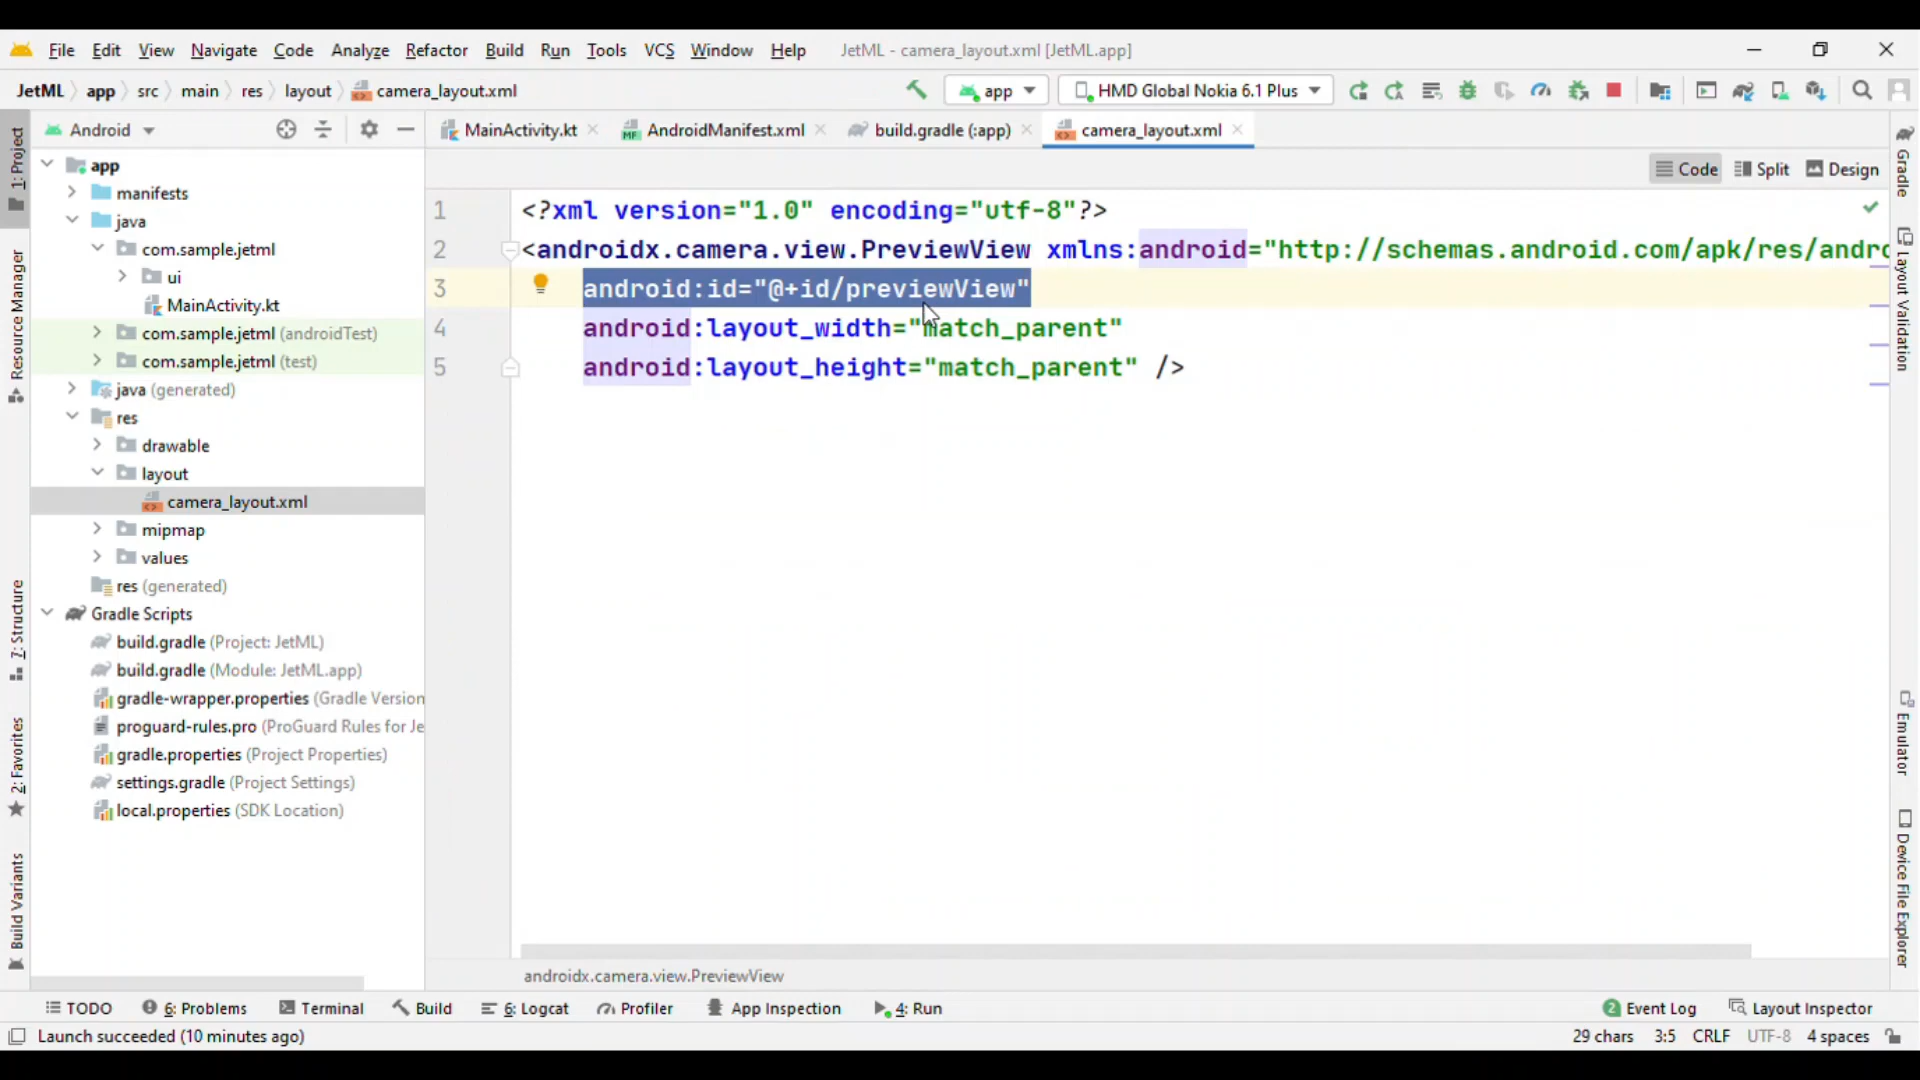 File Edit View Navigate Code Analyze Refactor Build Run Tools VCS Window Help JetML - camera_layout.xml [JetML.app]
JetML app src main res layout camera_layout.xml app HMD Global Nokia 6.1 Plus
Android MainActivity.kt AndroidManifest.xml build.gradle (:app) camera_layout.xml
Code Split Design
1: Project
Resource Manager
7: Structure
2: Favorites
Build Variants
app
manifests
java
com.sample.jetml
ui
MainActivity.kt
com.sample.jetml (androidTest)
com.sample.jetml (test)
java (generated)
res
drawable
layout
camera_layout.xml
mipmap
values
res (generated)
Gradle Scripts
build.gradle (Project: JetML)
build.gradle (Module: JetML.app)
gradle-wrapper.properties (Gradle Version
proguard-rules.pro (ProGuard Rules for Je
gradle.properties (Project Properties)
settings.gradle (Project Settings)
local.properties (SDK Location)
1 <?xml version="1.0" encoding="utf-8"?>
2 <androidx.camera.view.PreviewView xmlns:android="http://schemas.android.com/apk/res/andro
3 android:id="@+id/previewView"
4 android:layout_width="match_parent"
5 android:layout_height="match_parent" />
androidx.camera.view.PreviewView
Gradle
Layout Validation
Emulator
Device File Explorer
TODO 6: Problems Terminal Build 6: Logcat Profiler App Inspection 4: Run 2 Event Log Layout Inspector
Launch succeeded (10 minutes ago) 29 chars 3:5 CRLF UTF-8 4 spaces